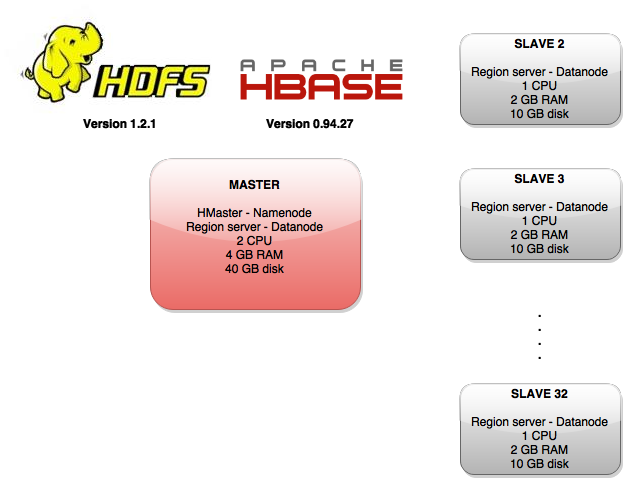 HDFS
APACHE
HBASE
Version 1.2.1
Version 0.94.27
MASTER
HMaster - Namenode
Region server - Datanode
2 CPU
4 GB RAM
40 GB disk
SLAVE 2
Region server - Datanode
1 CPU
2 GB RAM
10 GB disk
SLAVE 3
Region server - Datanode
1 CPU
2 GB RAM
10 GB disk
.
.
.
.
SLAVE 32
Region server - Datanode
1 CPU
2 GB RAM
10 GB disk